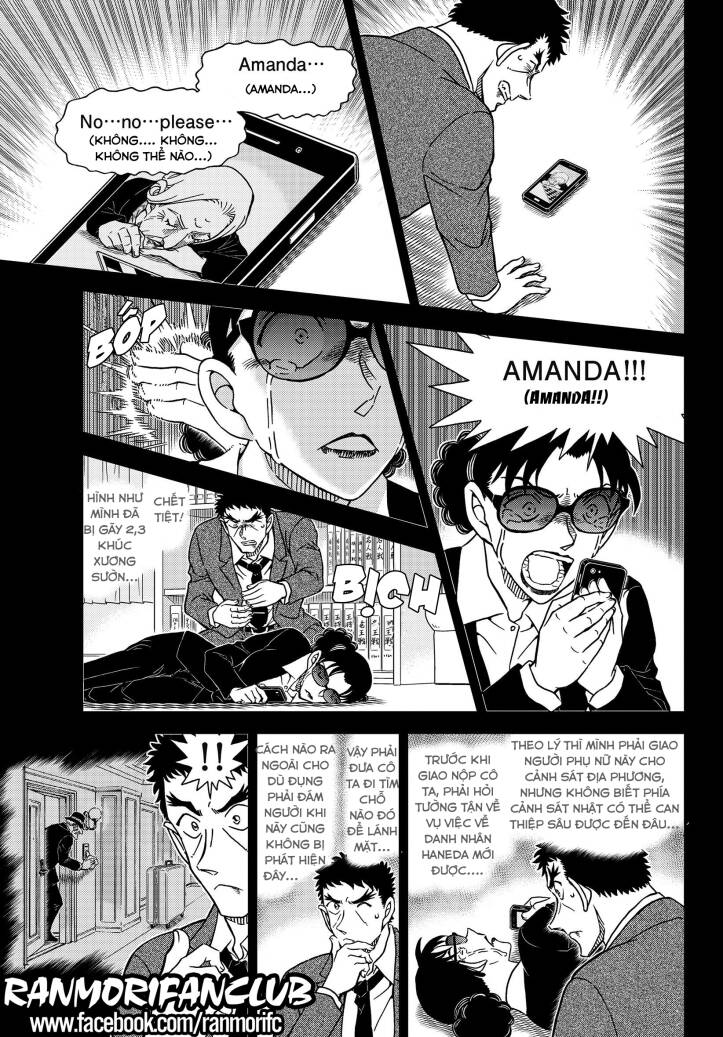 Amanda...
(AMANDA...)
No...no...please...
(KHÔNG.... KHÔNG...
KHÔNG THỂ NÀO...)
AMANDA!!!
(AMANDA!!)
BỐP
CHẾT
TIỆT!
HÌNH NHƯ
MÌNH ĐÃ
BỊ GÃY 2,3
KHÚC
XƯƠNG
SƯỜN...
BỊCH
THEO LÝ THÌ MÌNH PHẢI GIAO
NGƯỜI PHỤ NỮ NÀY CHO
CẢNH SÁT ĐỊA PHƯƠNG,
NHƯNG KHÔNG BIẾT PHÍA
CẢNH SÁT NHẬT CÓ THỂ CAN
THIỆP SÂU ĐƯỢC ĐẾN ĐÂU...
TRƯỚC KHI
GIAO NỘP CÔ
TA, PHẢI HỎI
TƯỞNG TẬN VỀ
VỤ VIỆC VỀ
DANH NHÂN
HANEDA MỚI
ĐƯỢC...
VẬY PHẢI
ĐƯA CÔ
TA ĐI TÌM
CHỖ
NÀO ĐÓ
ĐỂ LÁNH
MẶT...
CÁCH NÀO RA
NGOÀI CHO
DÙ ĐỤNG
PHẢI ĐÁM
NGƯỜI KHI
NÃY CŨNG
KHÔNG BỊ
PHÁT HIỆN
ĐÂY...
!!
RANMORIFANCLUB
www.facebook.com/ranmorifc